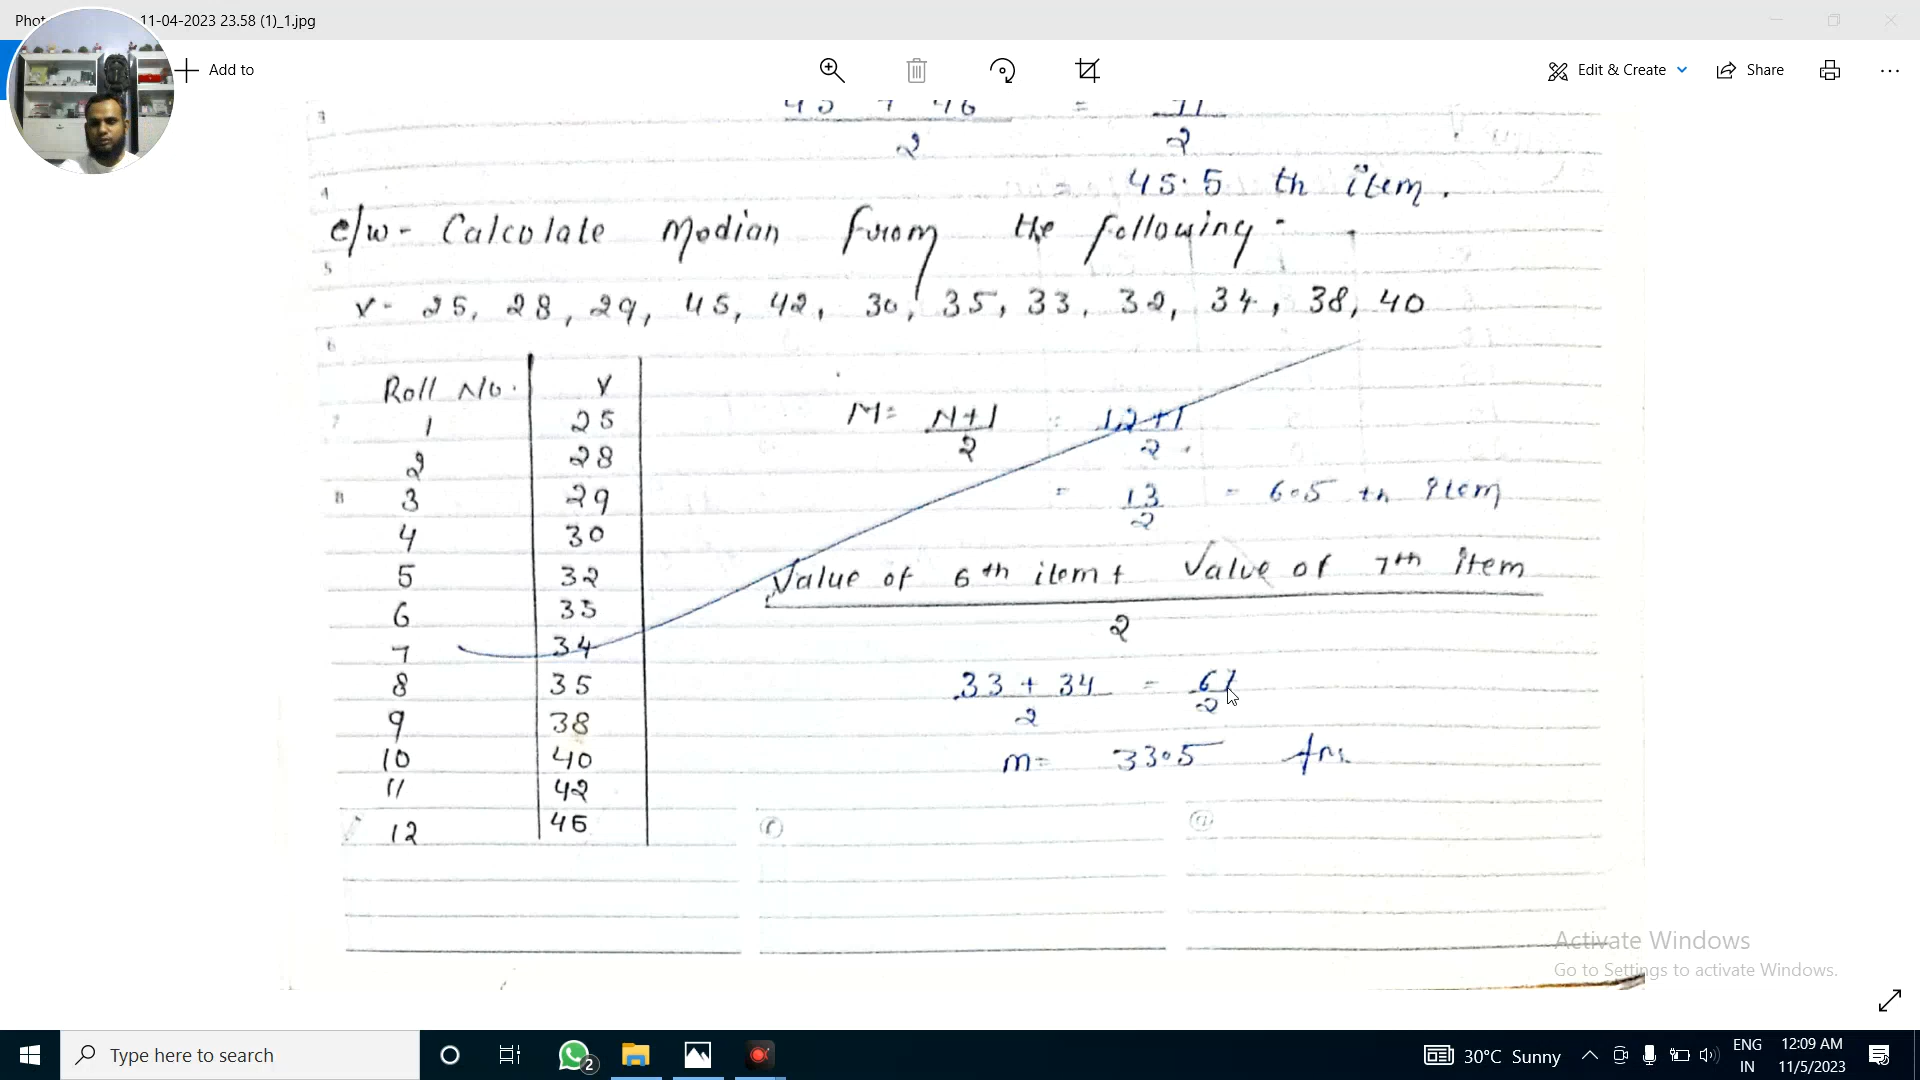 11-04-2023 23.58 (1)_1.jpg
Add to
Edit & Create
Share
2
2
45.5 th item.
c/w- Calculate Median from the following-
X- 25, 28, 29, 45, 42, 30, 35, 33, 32, 34, 38, 40
Roll No. X
1 25
2 28
3 29
4 30
5 32
6 33
7 34
8 35
9 38
10 40
11 42
12 45
M= N+1 = 12+1
2 2
= 13 = 6.5 th item
2
Value of 6th item + Value of 7th item
2
33 + 34 = 67
2 2
m= 33.5 Ans.
Activate Windows
Go to Settings to activate Windows.
Type here to search
2
30°C Sunny
ENG
IN
12:09 AM
11/5/2023